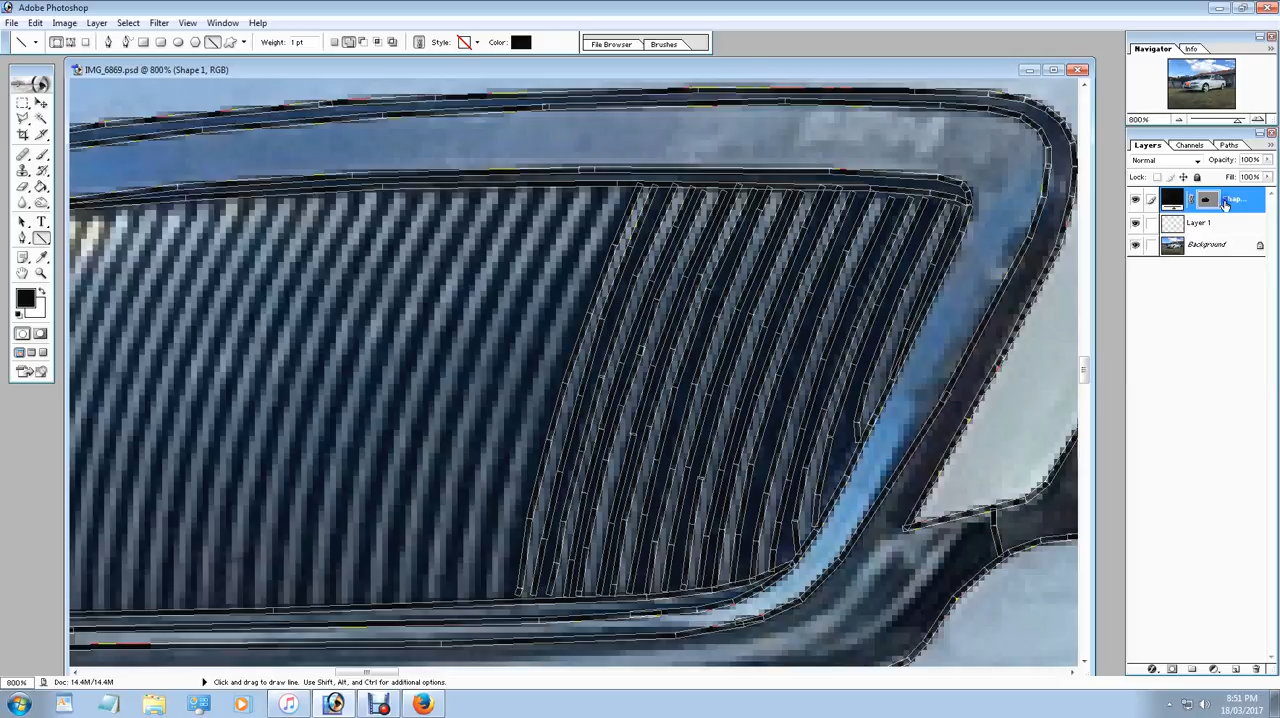 Adobe Photoshop
File Edit Image Layer Select Filter View Window Help
Weight: 1 pt Style: Color: File Browser Brushes
IMG_6869.psd @ 800% (Shape 1, RGB)
Navigator Info
800%
Layers Channels Paths
Normal Opacity: 100%
Lock: Fill: 100%
Layer 1
Background
800% Doc: 14.4M/14.4M Click and drag to draw line. Use Shift, Alt, and Ctrl for additional options.
8:51 PM
18/03/2017